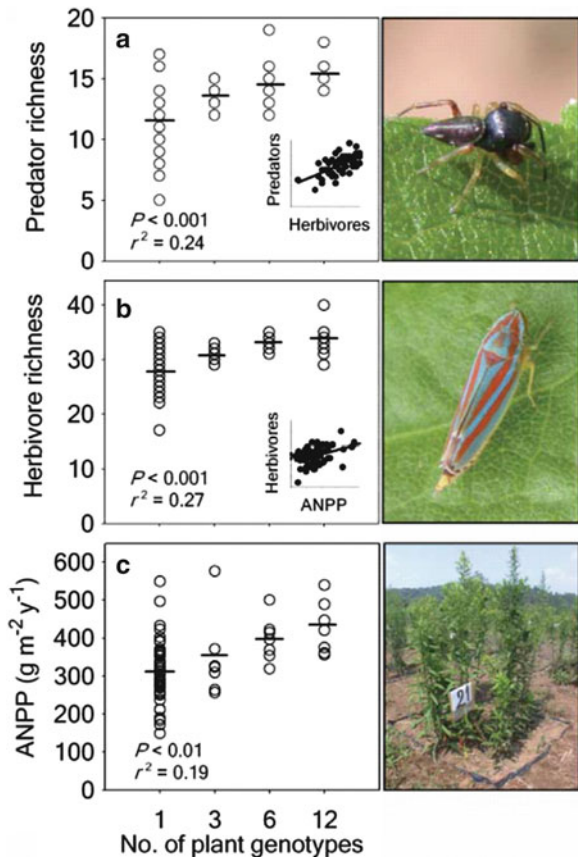 a
Predator richness
20
15
10
5
0
P < 0.001
r² = 0.24
Predators
Herbivores
b
Herbivore richness
40
30
20
10
0
P < 0.001
r² = 0.27
Herbivores
ANPP
c
ANPP (g m⁻² y⁻¹)
600
500
400
300
200
100
0
P < 0.01
r² = 0.19
1 3 6 12
No. of plant genotypes
21